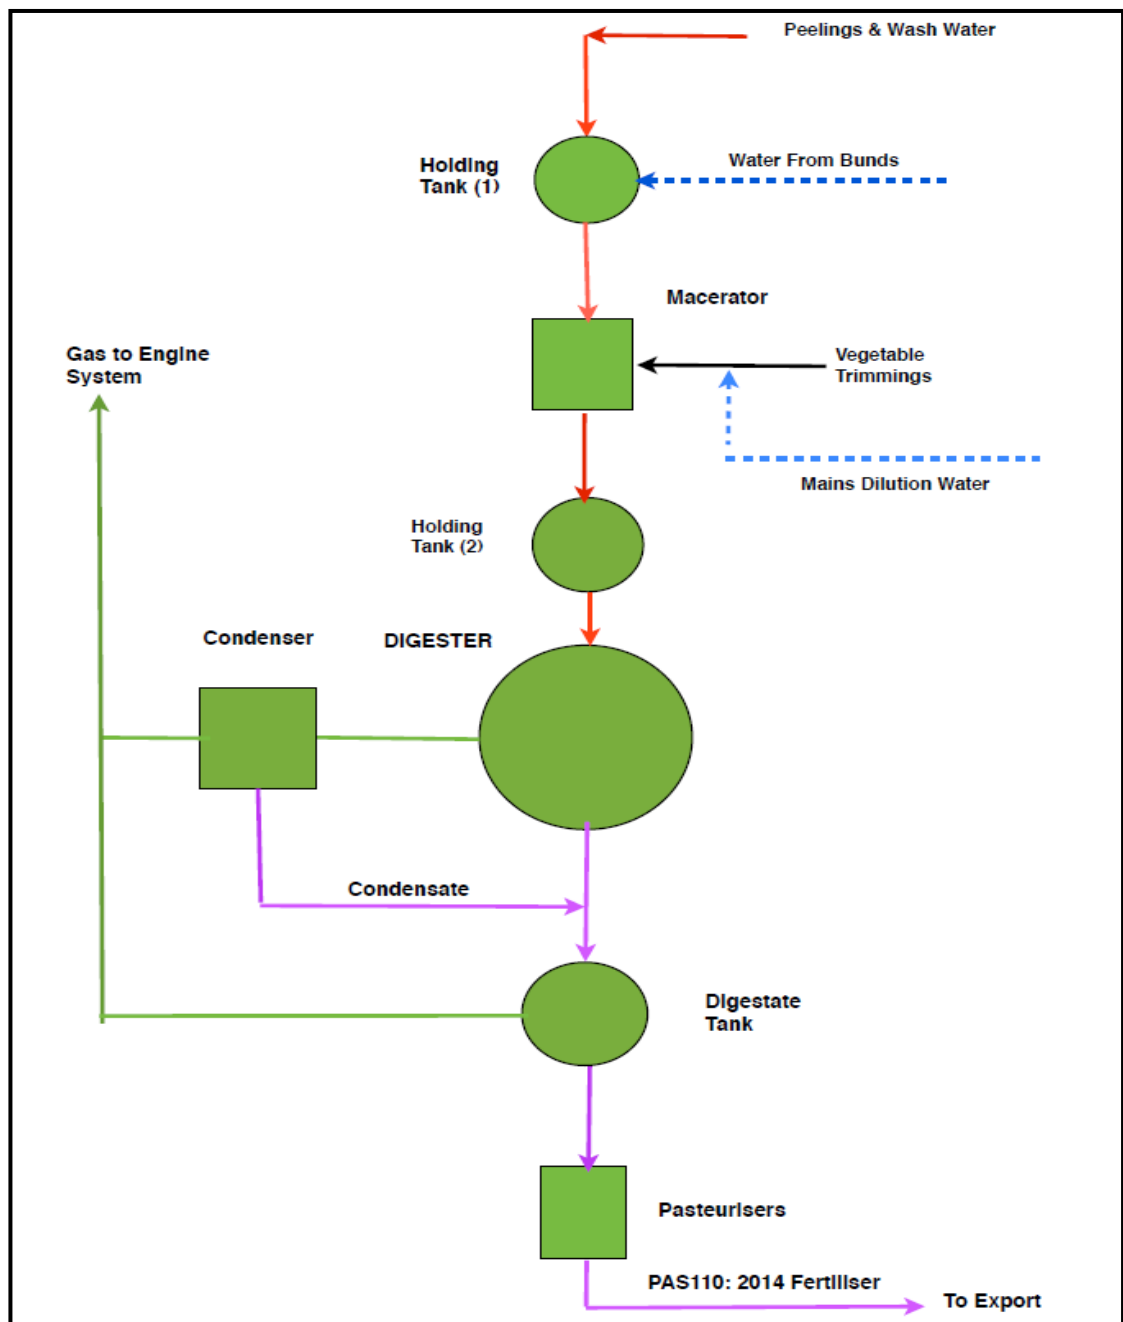 Peelings & Wash Water
Holding
Tank (1)
Water From Bunds
Macerator
Gas to Engine
System
Vegetable
Trimmings
Mains Dilution Water
Holding
Tank (2)
Condenser
DIGESTER
Condensate
Digestate
Tank
Pasteurisers
PAS110: 2014 Fertiliser
To Export